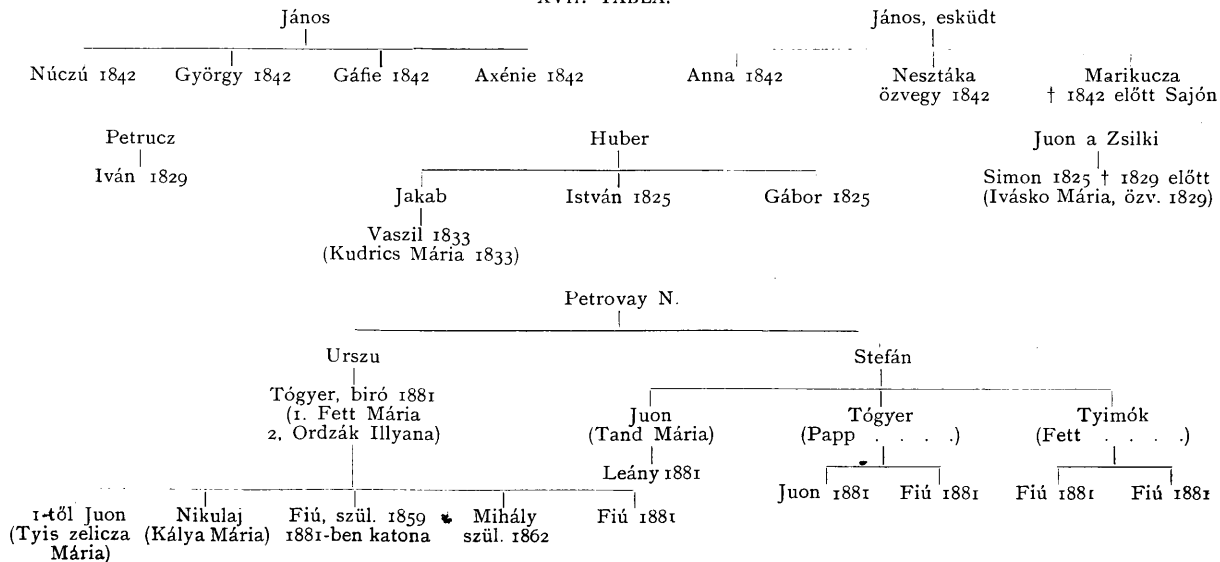 XVII. TÁBLA.
János
János, esküdt
Núczú 1842 György 1842 Gáfie 1842 Axénie 1842 Anna 1842 Nesztáka Marikucza
özvegy 1842 † 1842 előtt Sajón
Petrucz Huber Juon a Zsilki
Iván 1829 Simon 1825 † 1829 előtt
Jakab István 1825 Gábor 1825 (Ivásko Mária, özv. 1829)
Vaszil 1833
(Kudrics Mária 1833)
Petrovay N.
Urszu Stefán
Tógyer, biró 1881
(1. Fett Mária Juon Tógyer Tyimók
2, Ordzák Illyana) (Tand Mária) (Papp . . . .) (Fett . . . .)
Leány 1881
Juon 1881 Fiú 1881 Fiú 1881 Fiú 1881
1-től Juon Nikulaj Fiú, szül. 1859 Mihály Fiú 1881
(Tyis zelicza (Kálya Mária) 1881-ben katona szül. 1862
Mária)